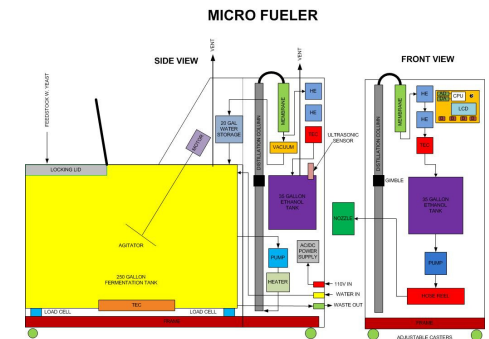 MICRO FUELER
SIDE VIEW
FRONT VIEW
VENT
VENT
FEEDSTOCK W. YEAST
MOTOR
20 GAL
WATER
STORAGE
DISTILLATION COLUMN
MEMBRANE
HE
HE
TEC
VACUUM
ULTRASONIC
SENSOR
LOCKING LID
35 GALLON
ETHANOL
TANK
AGITATOR
250 GALLON
FERMENTATION TANK
PUMP
HEATER
AC/DC
POWER
SUPPLY
110V IN
WATER IN
WASTE OUT
TEC
LOAD CELL
LOAD CELL
FRAME
DISTILLATION COLUMN
MEMBRANE
HE
HE
TEC
CPU
LCD
GIMBLE
35 GALLON
ETHANOL
TANK
NOZZLE
PUMP
HOSE REEL
FRAME
ADJUSTABLE CASTERS